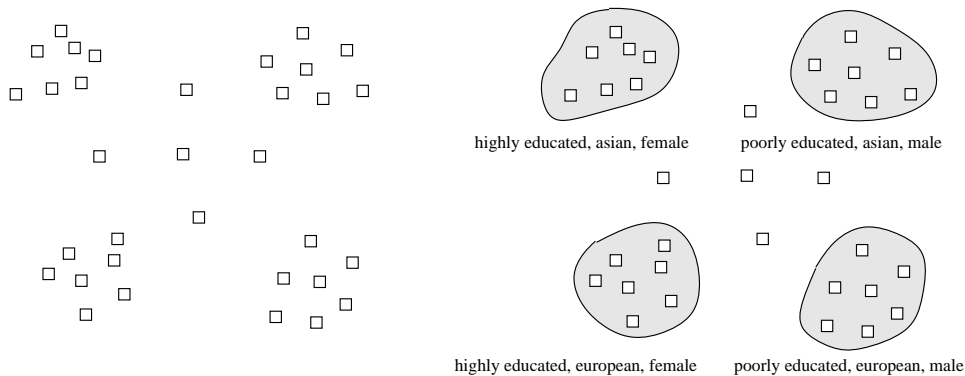 highly educated, asian, female
poorly educated, asian, male
highly educated, european, female
poorly educated, european, male